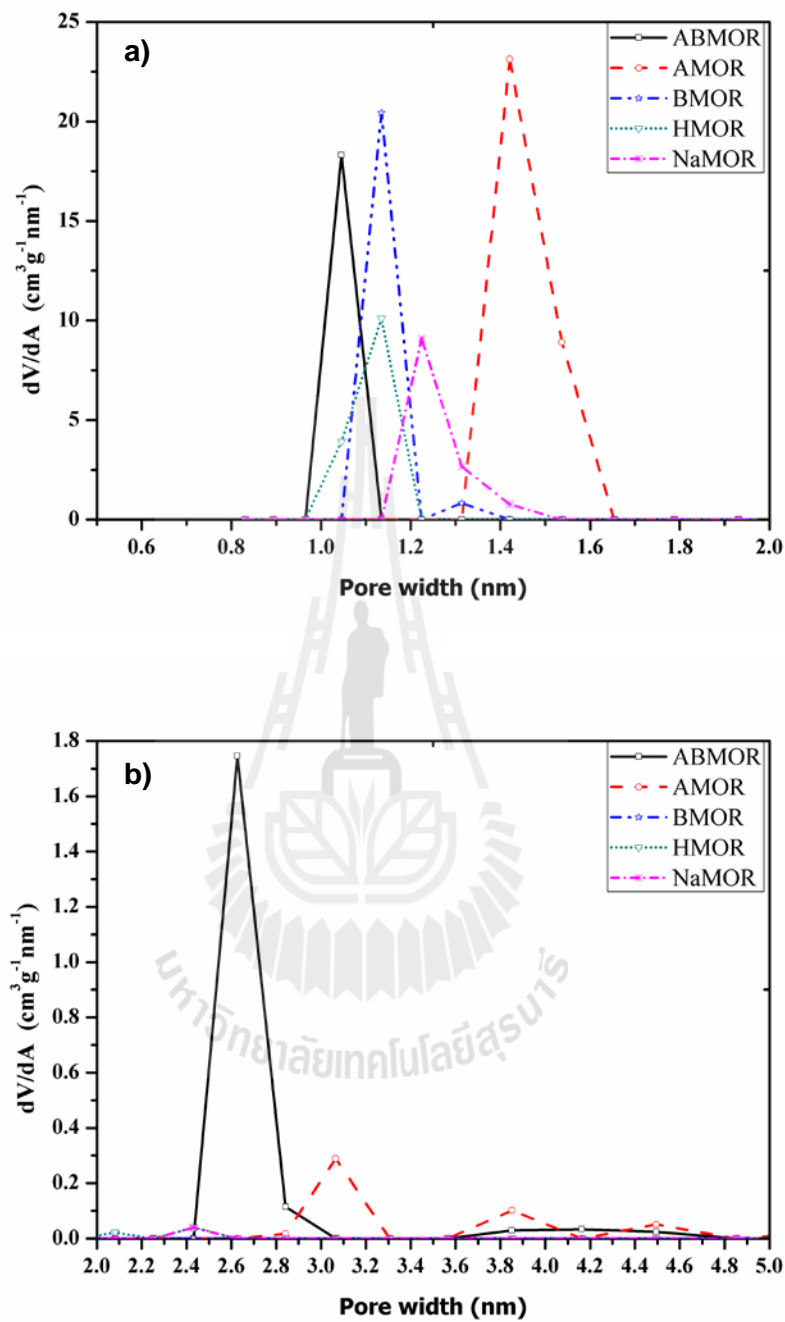 a)
ABMOR
AMOR
BMOR
HMOR
NaMOR
25
20
15
10
5
0
dV/dA (cm³g⁻¹nm⁻¹)
0.6 0.8 1.0 1.2 1.4 1.6 1.8 2.0
Pore width (nm)
b)
ABMOR
AMOR
BMOR
HMOR
NaMOR
1.8
1.6
1.4
1.2
1.0
0.8
0.6
0.4
0.2
0.0
dV/dA (cm³g⁻¹nm⁻¹)
2.0 2.2 2.4 2.6 2.8 3.0 3.2 3.4 3.6 3.8 4.0 4.2 4.4 4.6 4.8 5.0
Pore width (nm)
มหาวิทยาลัยเทคโนโลยีสุรนารี